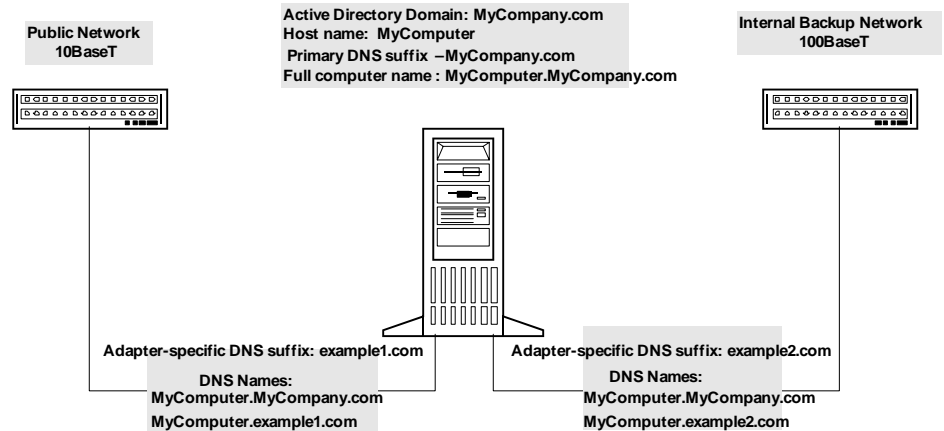 Public Network
10BaseT
Active Directory Domain: MyCompany.com
Host name: MyComputer
Primary DNS suffix –MyCompany.com
Full computer name : MyComputer.MyCompany.com
Internal Backup Network
100BaseT
Adapter-specific DNS suffix: example1.com
DNS Names:
MyComputer.MyCompany.com
MyComputer.example1.com
Adapter-specific DNS suffix: example2.com
DNS Names:
MyComputer.MyCompany.com
MyComputer.example2.com